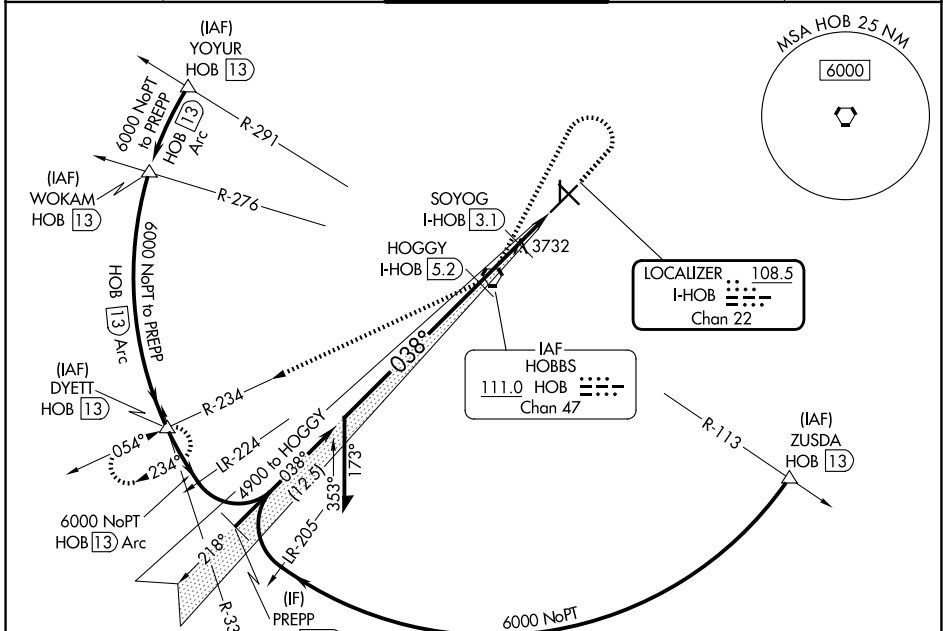 (IAF)
YOYUR
HOB 13
6000 NoPT
to PREPP
HOB 13
Arc
R-291
(IAF)
WOKAM
HOB 13
R-276
6000 NoPT to PREPP
HOB 13 Arc
MSA HOB 25 NM
6000
SOYOG
I-HOB 3.1
3732
HOGGY
I-HOB 5.2
LOCALIZER 108.5
I-HOB
Chan 22
038°
IAF
HOBBS
111.0 HOB
Chan 47
(IAF)
DYETT
HOB 13
R-234
054°
234°
LR-224
4900 to HOGGY
038°
(12.5)
353°
173°
R-113
(IAF)
ZUSDA
HOB 13
6000 NoPT
HOB 13 Arc
218°
LR-205
(IF)
PREPP
6000 NoPT